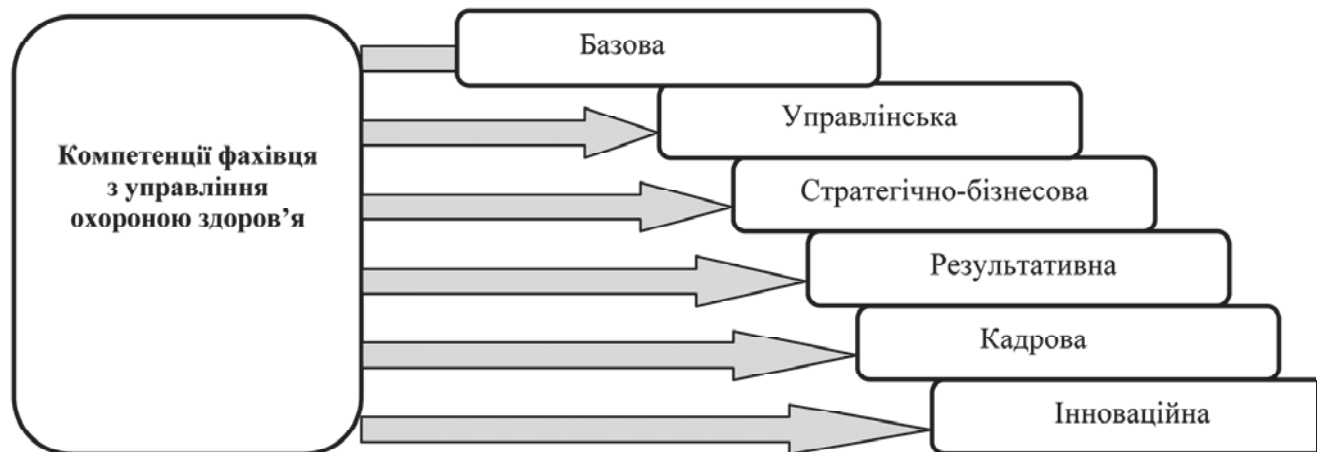 Компетенції фахівця
з управління
охороною здоров’я
Базова
Управлінська
Стратегічно-бізнесова
Результативна
Кадрова
Інноваційна